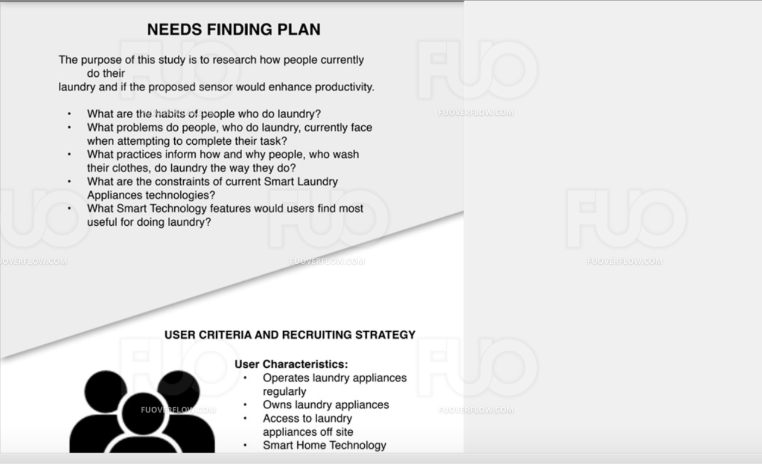 NEEDS FINDING PLAN
The purpose of this study is to research how people currently
do their
laundry and if the proposed sensor would enhance productivity.
• What are the habits of people who do laundry?
• What problems do people, who do laundry, currently face
when attempting to complete their task?
• What practices inform how and why people, who wash
their clothes, do laundry the way they do?
• What are the constraints of current Smart Laundry
Appliances technologies?
• What Smart Technology features would users find most
useful for doing laundry?
USER CRITERIA AND RECRUITING STRATEGY
User Characteristics:
• Operates laundry appliances
regularly
• Owns laundry appliances
• Access to laundry
appliances off site
• Smart Home Technology
FUO
FUOVERFLOW.COM
FUO
FUOVERFLOW.COM
FUO
OVERFLOW.COM
FUO
FUOVERFLOW.COM
FUO
FUOVERFLOW.COM
FUO
FUOVERFLOW.COM
FUO
FUOVERFLOW.COM